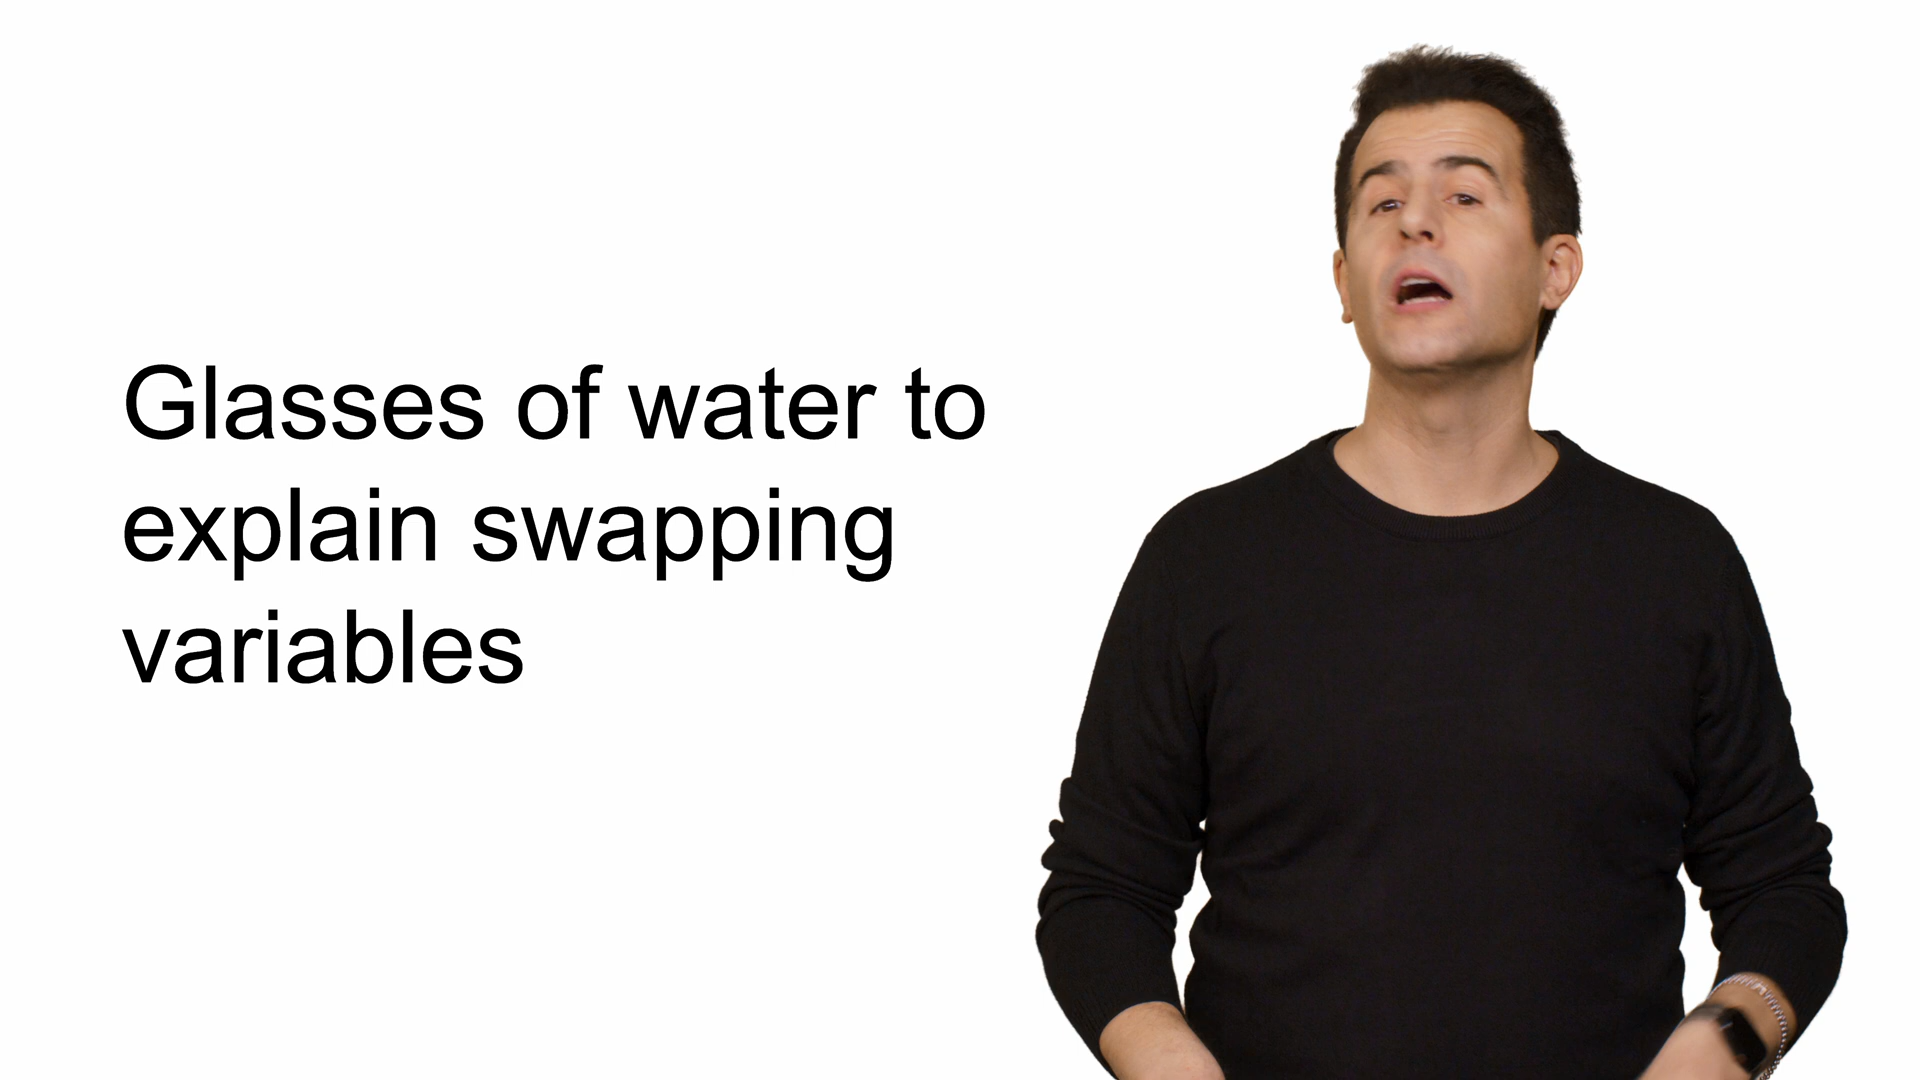 Glasses of water to
explain swapping
variables